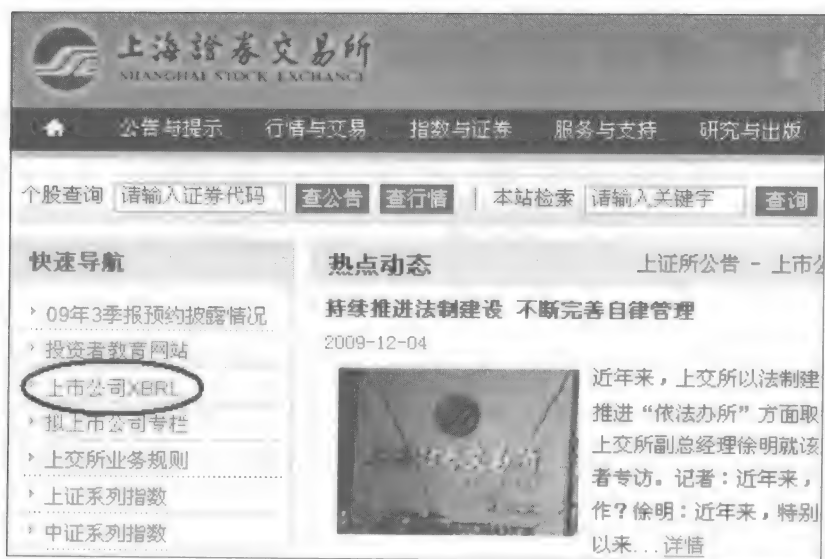 上海證券交易所
SHANGHAI STOCK EXCHANGE
公告与提示 行情与交易 指数与证券 服务与支持 研究与出版
个股查询 请输入证券代码 查公告 查行情 | 本站检索 请输入关键字 查询
快速导航
09年3季报预约披露情况
投资者教育网站
上市公司XBRL
拟上市公司专栏
上交所业务规则
上证系列指数
中证系列指数
热点动态 上证所公告 - 上市公
持续推进法制建设 不断完善自律管理
2009-12-04
近年来，上交所以法制建
推进“依法办所”方面取
上交所副总经理徐明就该
者专访。记者：近年来，
作？徐明：近年来，特别
以来...详情